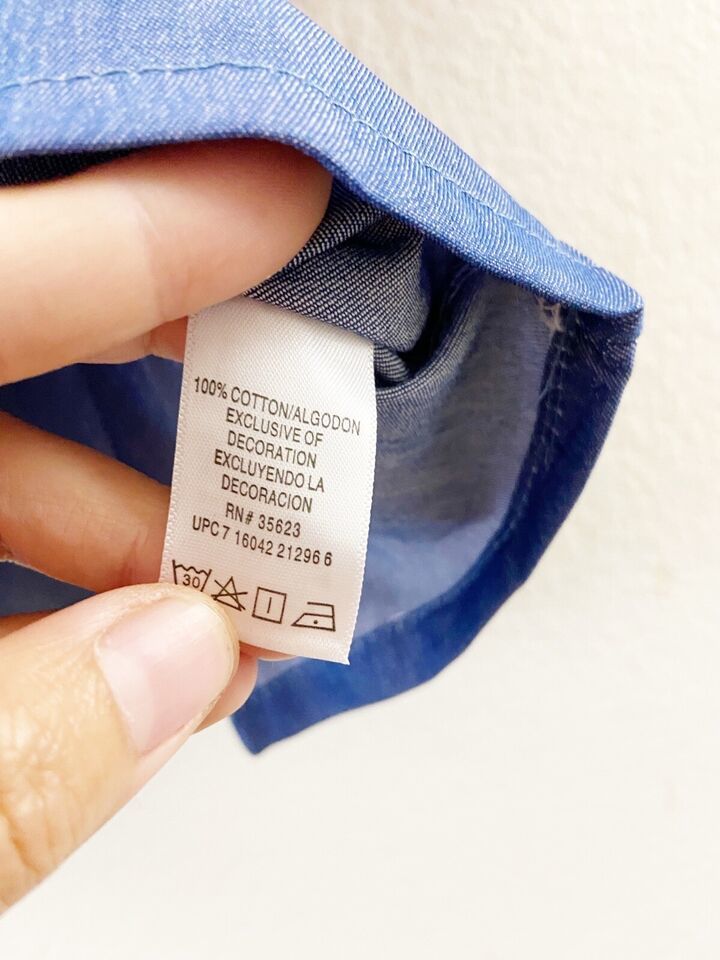 100% COTTON/ALGODON
EXCLUSIVE OF
DECORATION
EXCLUYENDO LA
DECORACION
RN# 35623
UPC 7 16042 21296 6
30